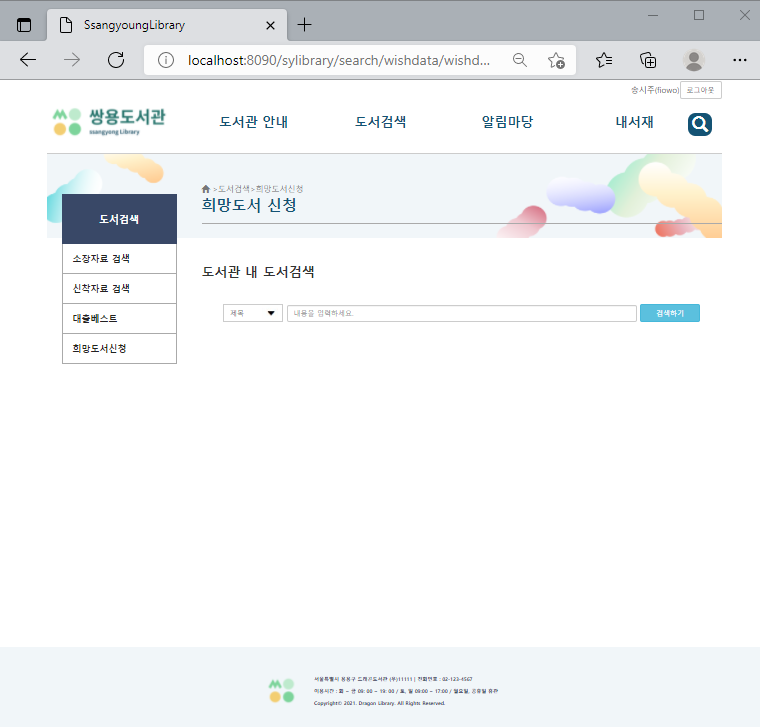 SsangyoungLibrary
localhost:8090/sylibrary/search/wishdata/wishd...
송시주(fiowo) 로그아웃
쌍용도서관
ssangyong Library
도서관 안내 도서검색 알림마당 내서재
>도서검색>희망도서신청
희망도서 신청
도서검색
소장자료 검색
신착자료 검색
대출베스트
희망도서신청
도서관 내 도서검색
제목 내용을 입력하세요. 검색하기
서울특별시 용용구 드래곤도서관 (우)11111 | 전화번호 : 02-123-4567
이용시간 : 화 ~ 금 09: 00 ~ 19: 00 / 토, 일 09:00 ~ 17:00 / 월요일, 공휴일 휴관
Copyright© 2021. Dragon Library. All Rights Reserved.